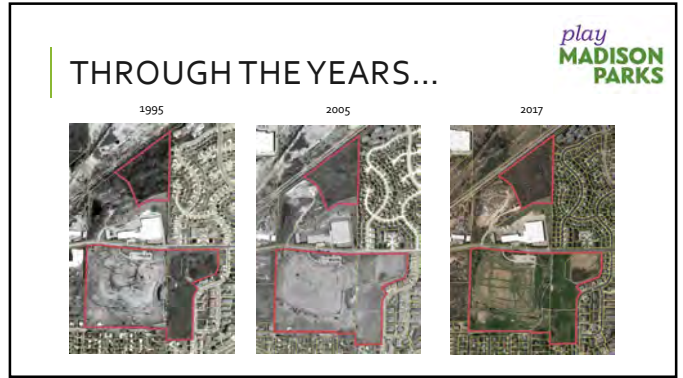 play
MADISON
PARKS
THROUGH THE YEARS...
1995
2005
2017